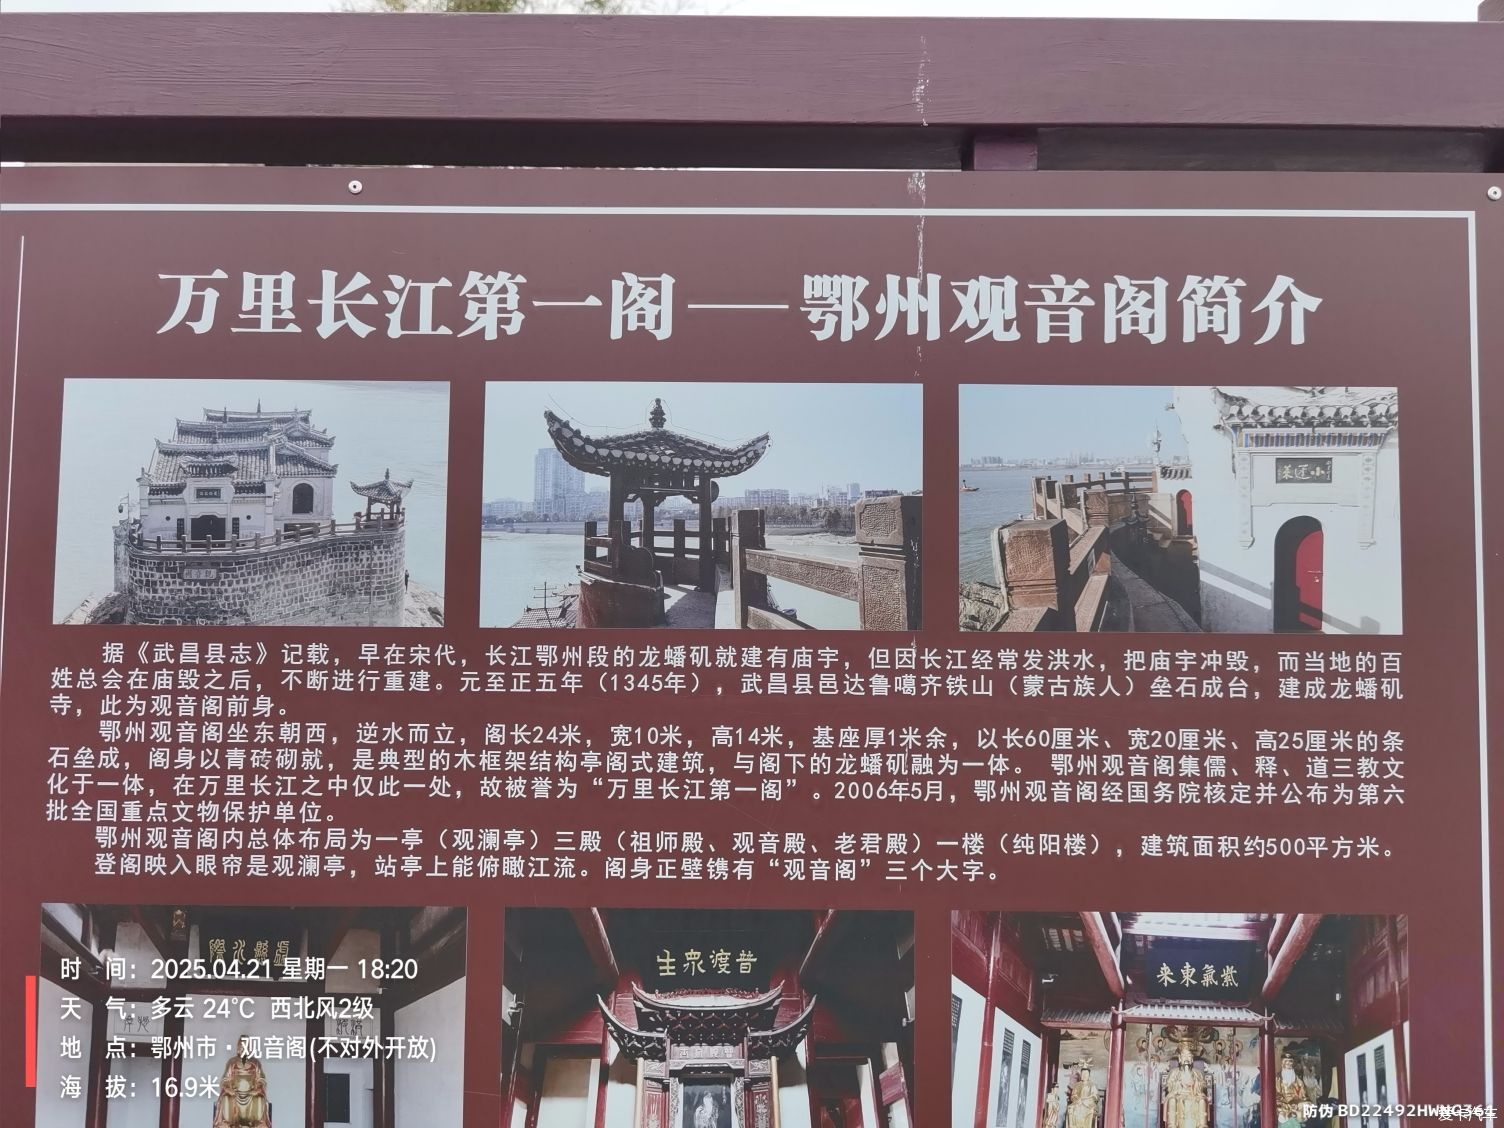 万里长江第一阁——鄂州观音阁简介
小蓬莱
观音阁
据《武昌县志》记载，早在宋代，长江鄂州段的龙蟠矶就建有庙宇，但因长江经常发洪水，把庙宇冲毁，而当地的百
姓总会在庙毁之后，不断进行重建。元至正五年（1345年），武昌县邑达鲁噶齐铁山（蒙古族人）垒石成台，建成龙蟠矶
寺，此为观音阁前身。
鄂州观音阁坐东朝西，逆水而立，阁长24米，宽10米，高14米，基座厚1米余，以长60厘米、宽20厘米、高25厘米的条
石垒成，阁身以青砖砌就，是典型的木框架结构亭阁式建筑，与阁下的龙蟠矶融为一体。 鄂州观音阁集儒、释、道三教文
化于一体，在万里长江之中仅此一处，故被誉为“万里长江第一阁”。2006年5月，鄂州观音阁经国务院核定并公布为第六
批全国重点文物保护单位。
鄂州观音阁内总体布局为一亭（观澜亭）三殿（祖师殿、观音殿、老君殿）一楼（纯阳楼），建筑面积约500平方米。
登阁映入眼帘是观澜亭，站亭上能俯瞰江流。阁身正壁镌有“观音阁”三个大字。
普渡眾生
紫氣東来
时 间：2025.04.21 星期一 18:20
天 气：多云 24℃ 西北风2级
地 点：鄂州市·观音阁(不对外开放)
海 拔：16.9米
防伪 BD22492HWNG36
爱卡汽车